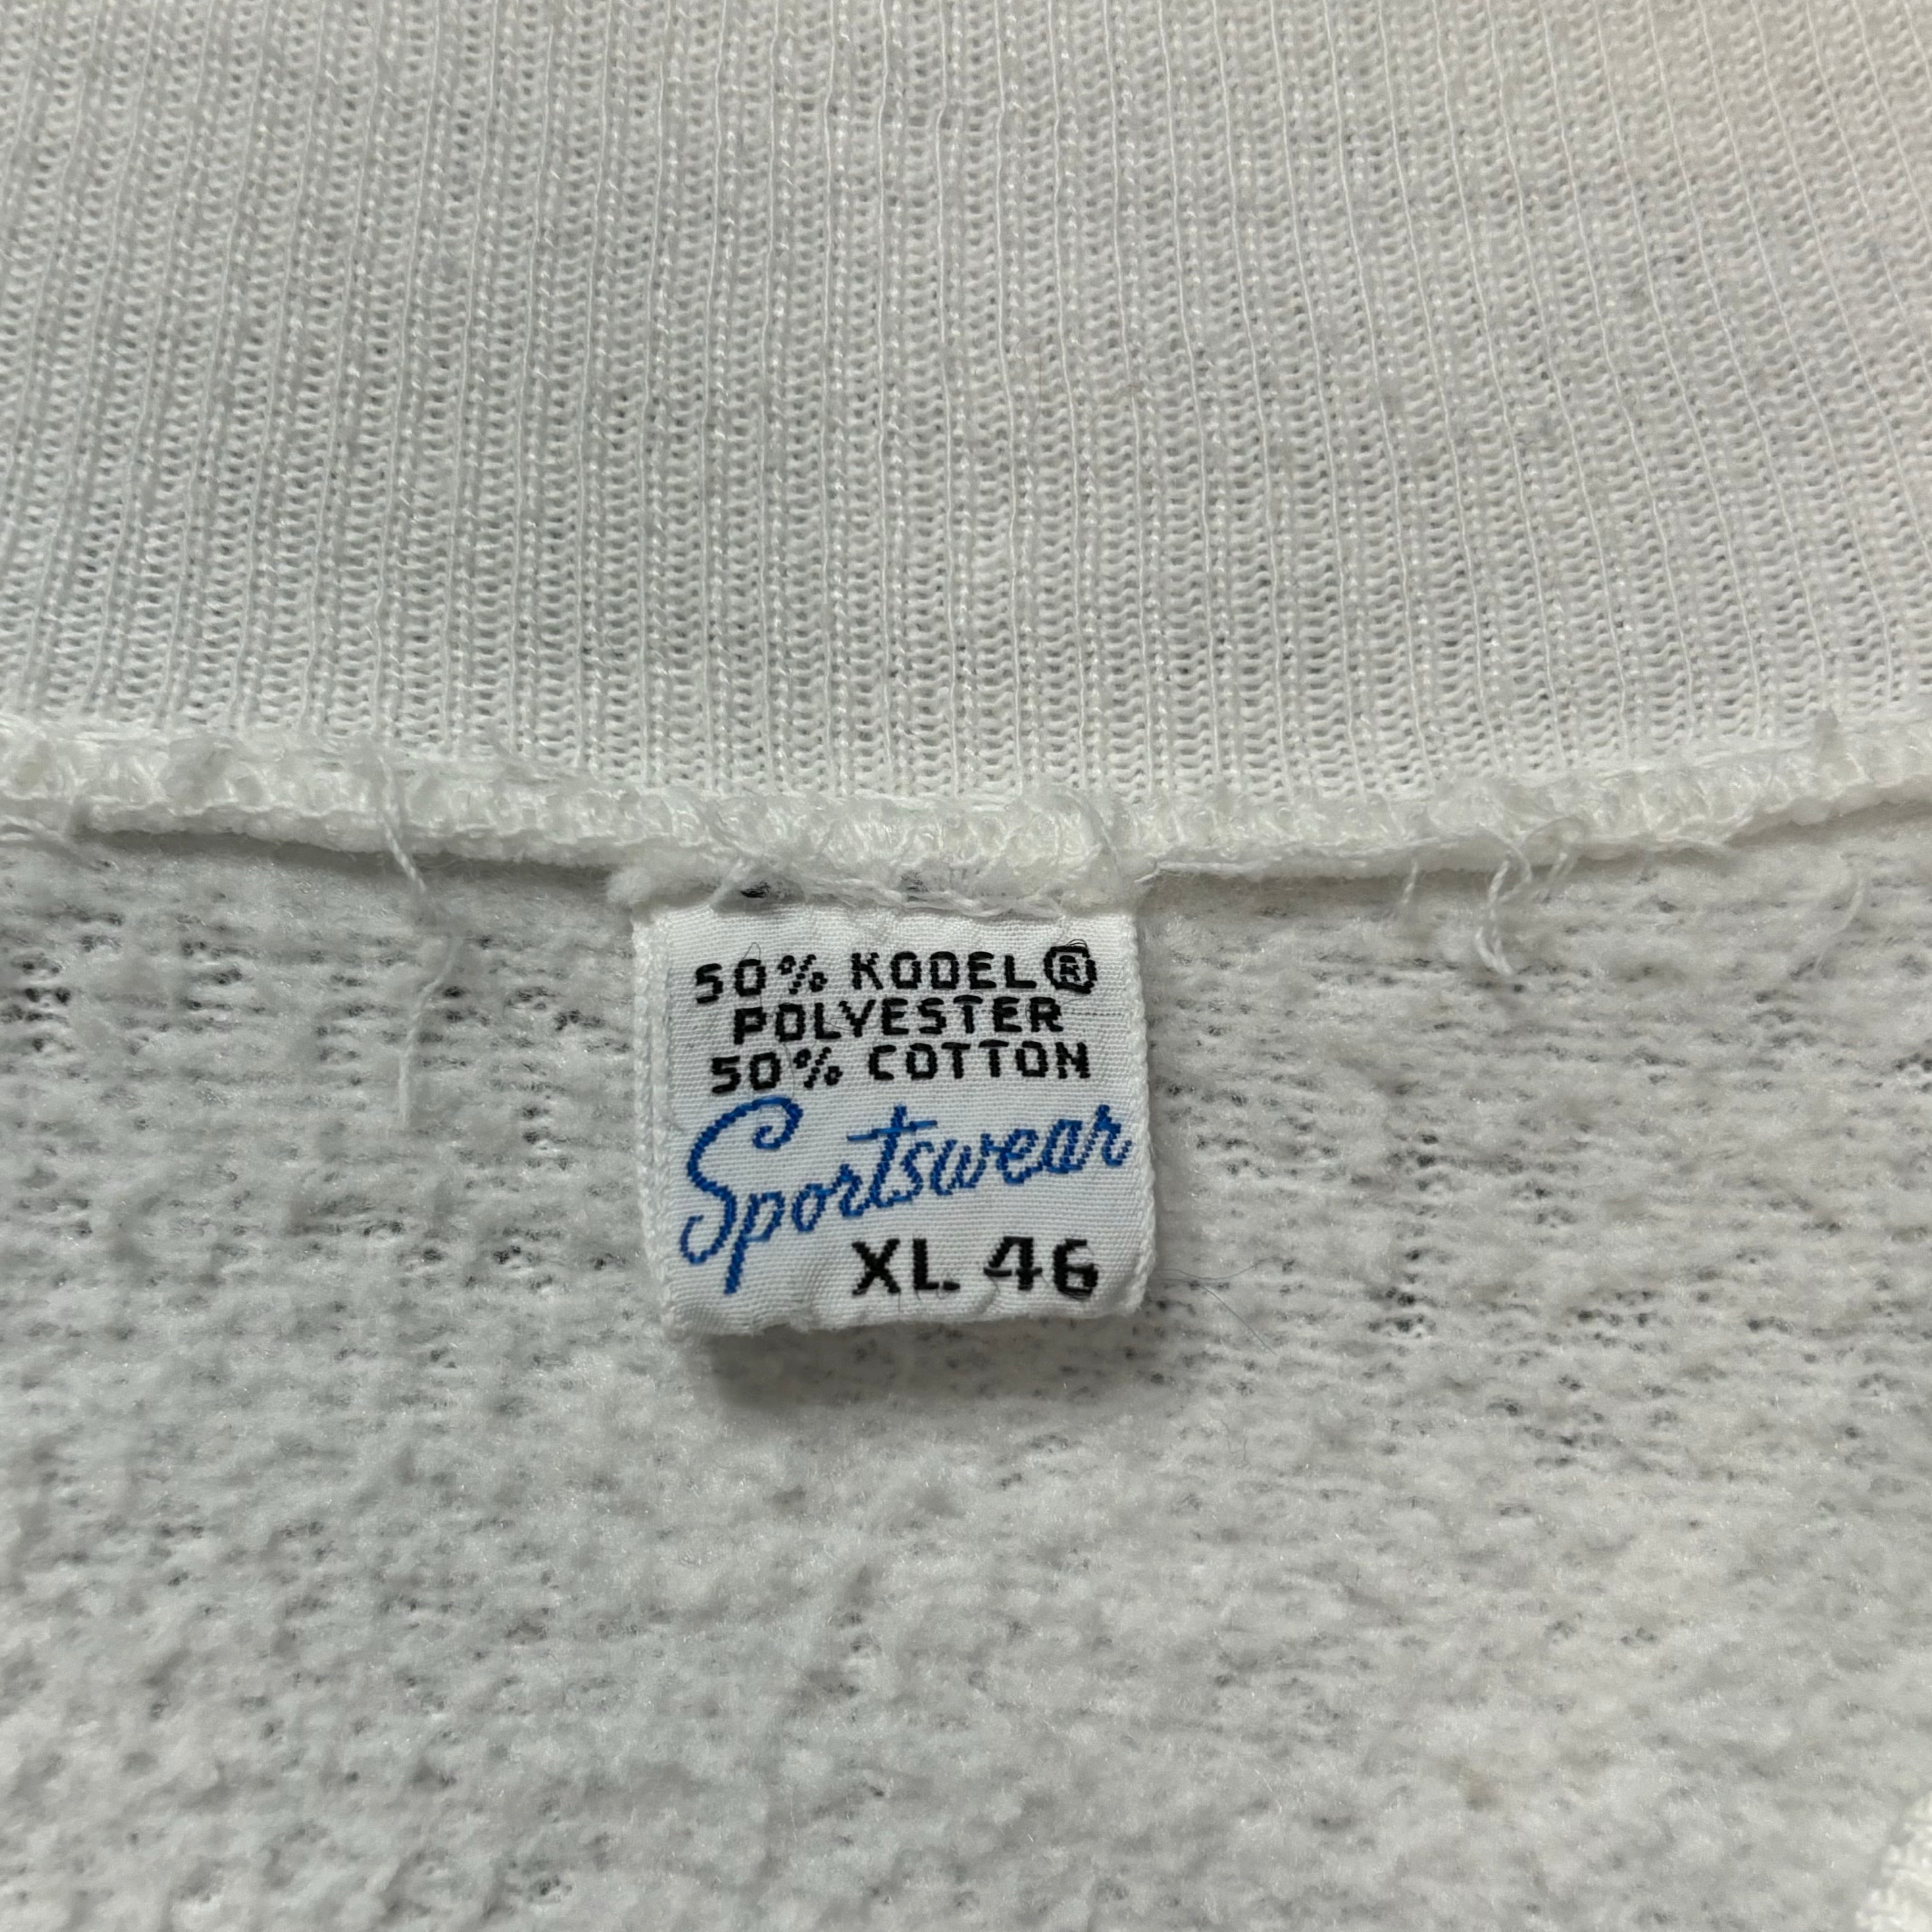 50% KODEL®
POLYESTER
50% COTTON
Sportswear
XL 46